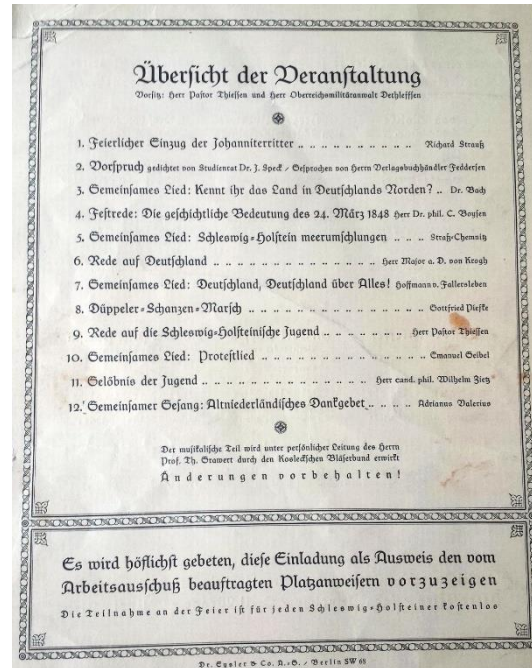 Übersicht der Veranstaltung
Vorsitz: Herr Pastor Thiessen und Herr Oberreichsmilitäranwalt Dethlefsen
1. Feierlicher Einzug der Johanniterritter .. .. .. .. .. .. .. .. .. .. Richard Strauß
2. Vorspruch gedichtet von Studienrat Dr. J. Speck / Gesprochen von Herrn Verlagsbuchhändler Feddersen
3. Gemeinsames Lied: Kennt ihr das Land in Deutschlands Norden? .. Dr. Bach
4. Festrede: Die geschichtliche Bedeutung des 24. März 1848 Herr Dr. phil. C. Boysen
5. Gemeinsames Lied: Schleswig-Holstein meerumschlungen .. .. .. Straß-Chemnitz
6. Rede auf Deutschland .. .. .. .. .. .. .. .. .. .. Herr Major a. D. von Krogh
7. Gemeinsames Lied: Deutschland, Deutschland über Alles! Hoffmann v. Fallersleben
8. Düppeler-Schanzen-Marsch .. .. .. .. .. .. .. .. .. .. Gottfried Piefke
9. Rede auf die Schleswig-Holsteinische Jugend .. .. .. .. .. .. Herr Pastor Thiessen
10. Gemeinsames Lied: Protestlied .. .. .. .. .. .. .. .. .. .. Emanuel Geibel
11. Gelöbnis der Jugend .. .. .. .. .. .. .. .. .. .. Herr cand. phil. Wilhelm
12. Gemeinsamer Gesang: Altniederländisches Dankgebet .. .. .. .. Adrianus Valerius
Der musikalische Teil wird unter persönlicher Leitung des Herrn
Prof. Th. Grawert durch den Kosleckschen Bläserbund erwirkt
Änderungen vorbehalten!
Es wird höflichst gebeten, diese Einladung als Ausweis den vom
Arbeitsausschuß beauftragten Platzanweisern vorzuzeigen
Die Teilnahme an der Feier ist für jeden Schleswig-Holsteiner kostenlos
Dr. & Co. A.-G. / Berlin SW 68